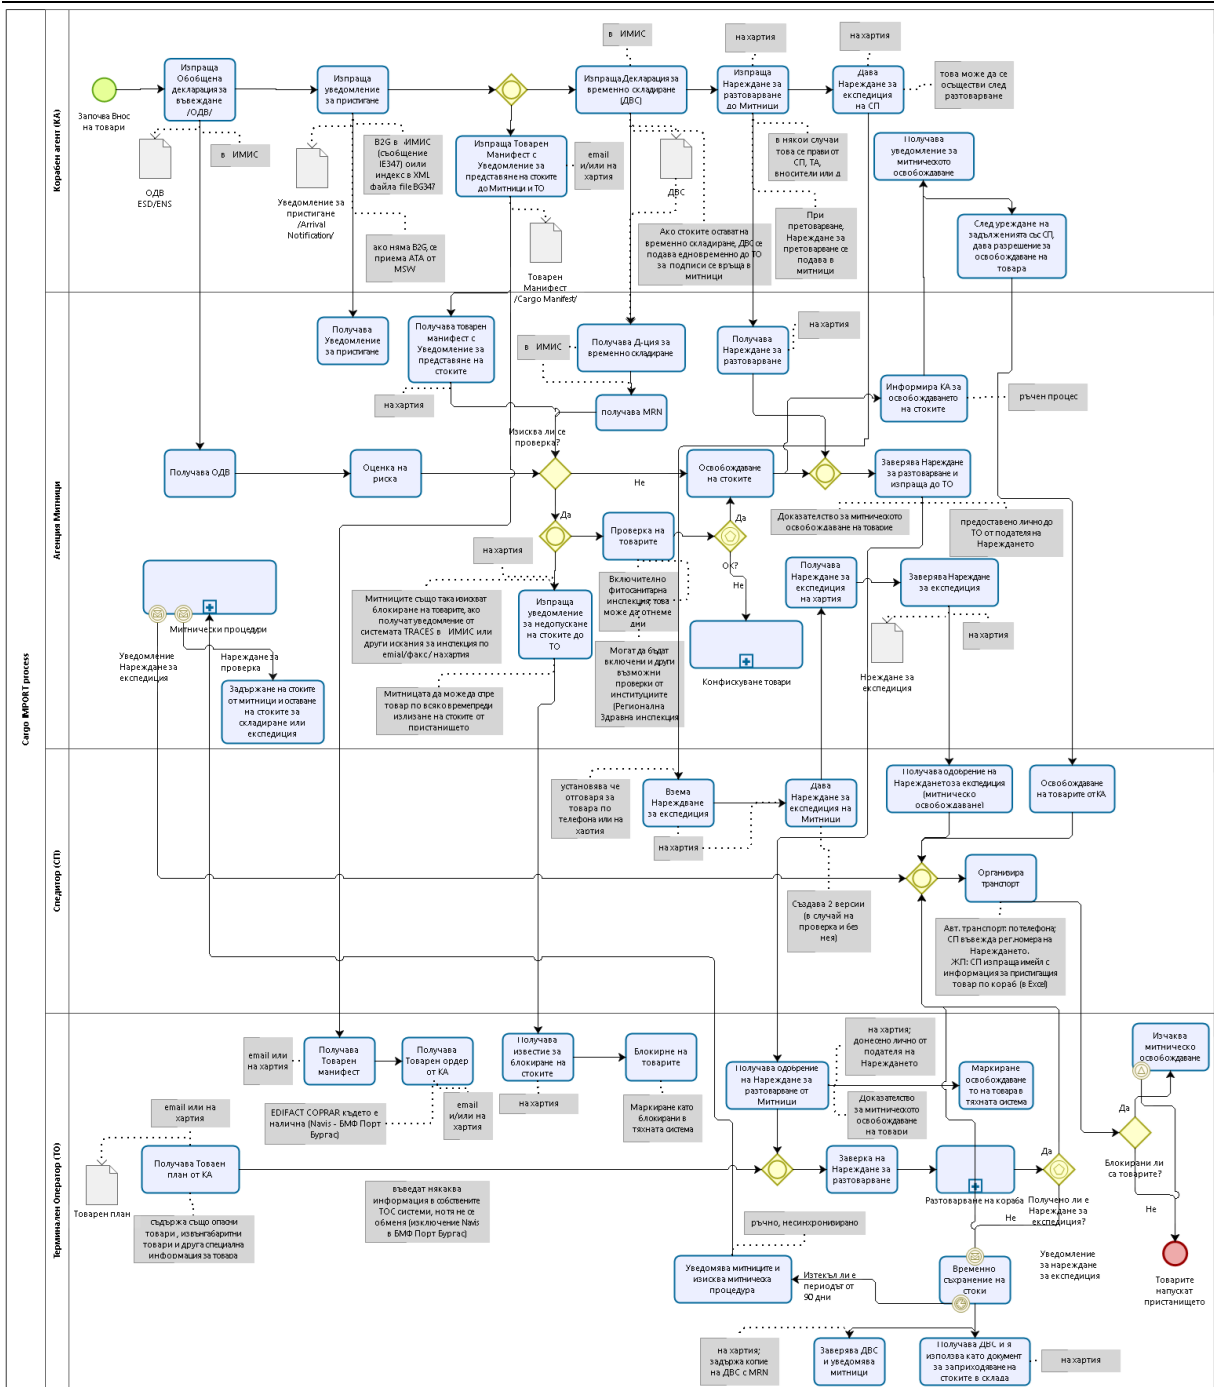 Cargo IMPORT process
Корабен агент (КА)
Започва Внос
на товари
Изпраща
Обобщена
декларация за
въвеждане
/ОДВ/
ОДВ
ESD/ENS
в ИМИС
Изпраща
уведомление
за пристигане
Уведомление за
пристигане
/Arrival
Notification/
B2G в ИМИС
(съобщение
IE347) оили
индекс в XML
файла file BG347
ако няма B2G, се
приема ATA от
MSW
Изпраща Товарен
Манифест с
Уведомление за
представяне на стоките
до Митници и ТО
email
и/или на
хартия
Товарен
Манифест
/Cargo Manifest/
в ИМИС
Изпраща Декларация за
временно складиране
(ДВС)
ДВС
Ако стоките остават на
временно складиране, ДВС се
подава едновременно до ТО
за подпис и се връща в
митници
на хартия
Изпраща
Нареждане за
разтоварване
до Митници
в някои случаи
това се прави от
СП, ТА,
вносители или д
При
претоварване,
Нареждане за
претоварване се
подава в
митници
на хартия
Дава
Нареждане за
експедиция
на СП
това може да се
осъществи след
разтоварване
Получава
уведомление за
митническото
освобождаване
След уреждане на
задълженията със СП,
дава разрешение за
освобождаване на
товара
Агенция Митници
Получава
Уведомление
за пристигане
Получава товарен
манифест с
Уведомление за
представяне на
стоките
на хартия
в ИМИС
Получава Д-ция за
временно складиране
получава MRN
Получава
Нареждане за
разтоварване
на хартия
Информира КА за
освобождаването
на стоките
ръчен процес
Получава ОДВ
Оценка на
риска
Изисква ли се
проверка?
Не
Да
Освобождаване
на стоките
Заверява Нареждане
за разтоварване и
изпраща до ТО
Доказателство за митническото
освобождаване на товарие
предоставено лично до
ТО от подателя на
Нареждането
на хартия
Проверка на
товарите
Да
ОК?
Не
Включително
фитосанитарна
инспекция; това
може да отнеме
дни
Могат да бъдат
включени и други
възможни
проверки от
институциите
(Регионална
Здравна инспекция
Изпраща
уведомление
за недопускане
на стоките до
ТО
Митниците също така изискват
блокиране на товарите, ако
получат уведомление от
системата TRACES в ИМИС или
други искания за инспекция по
emial/факс / на хартия
Митницата да може да спре
товар по всяко време преди
излизане на стоките от
пристанището
Конфискуване товари
Получава
Нареждане за
експедиция
на хартия
Заверява Нареждане
за експедиция
на хартия
Нреждане за
експедиция
Митнически процедури
Уведомление
Нареждане за
експедиция
Нареждане за
проверка
Задържане на стоките
от митници и оставане
на стоките за
складиране или
експедиция
Спедитор (СП)
установява че
отговаря за
товара по
телефона или на
хартия
Взема
Нареждване
за експедиция
на хартия
Дава
Нареждане за
експедиция на
Митници
Създава 2 версии
(в случай на
проверка и без
нея)
Получава одобрение на
Нареждането за експедиция
(митническо
освобождаване)
Освобождаване
на товарите от КА
Организира
транспорт
Авт. транспорт: по телефона;
СП въвежда рег.номера на
Нареждането.
ЖП: СП изпраща имейл с
информация за пристигащия
товар по кораб (в Excel)
Терминален Оператор (ТО)
email или
на хартия
Получава
Товарен
манифест
Получава
Товарен ордер
от КА
EDIFACT COPRAR където е
налична (Navis - БМФ Порт
Бургас)
email
и/или на
хартия
Получава
известие за
блокиране на
стоките
на хартия
Блокирне на
товарите
Маркиране като
блокирани в
тяхната система
Получава одобрение
на Нареждане за
разтоварване от
Митници
на хартия;
донесено лично от
подателя на
Нареждането
Доказателство
за митническото
освобождаване
на товари
Маркиране
освобождаване
то на товара в
тяхната система
Изчаква
митническо
освобождаване
Да
Блокирани ли
са товарите?
Не
Товарите
напускат
пристанището
email или на
хартия
Товарен план
Получава Товаен
план от КА
съдържа също опасни
товари, извънгабаритни
товари и друга специална
информация за товара
въведат някаква
информация в собствените
ТОС системи, но тя не се
обменя (изключение Navis
в БМФ Порт Бургас)
Заверка на
Нареждане за
разтоварване
Разтоварване на кораба
Да
Получено ли е
Нареждане за
експедиция?
Не
Уведомление
за нареждане
за експедиция
ръчно, несинхронизирано
Уведомява митниците и
изисква митническа
процедура
Изтекъл ли е
периодът от
90 дни
Временно
съхранение на
стоки
на хартия;
задържа копие
на ДВС с MRN
Заверява ДВС
и уведомява
митници
Получава ДВС и я
използва като документ
за заприходяване на
стоките в склада
на хартия